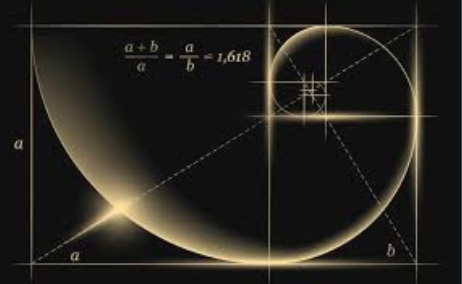 a + b / a = a / b = 1,618
a
a
b